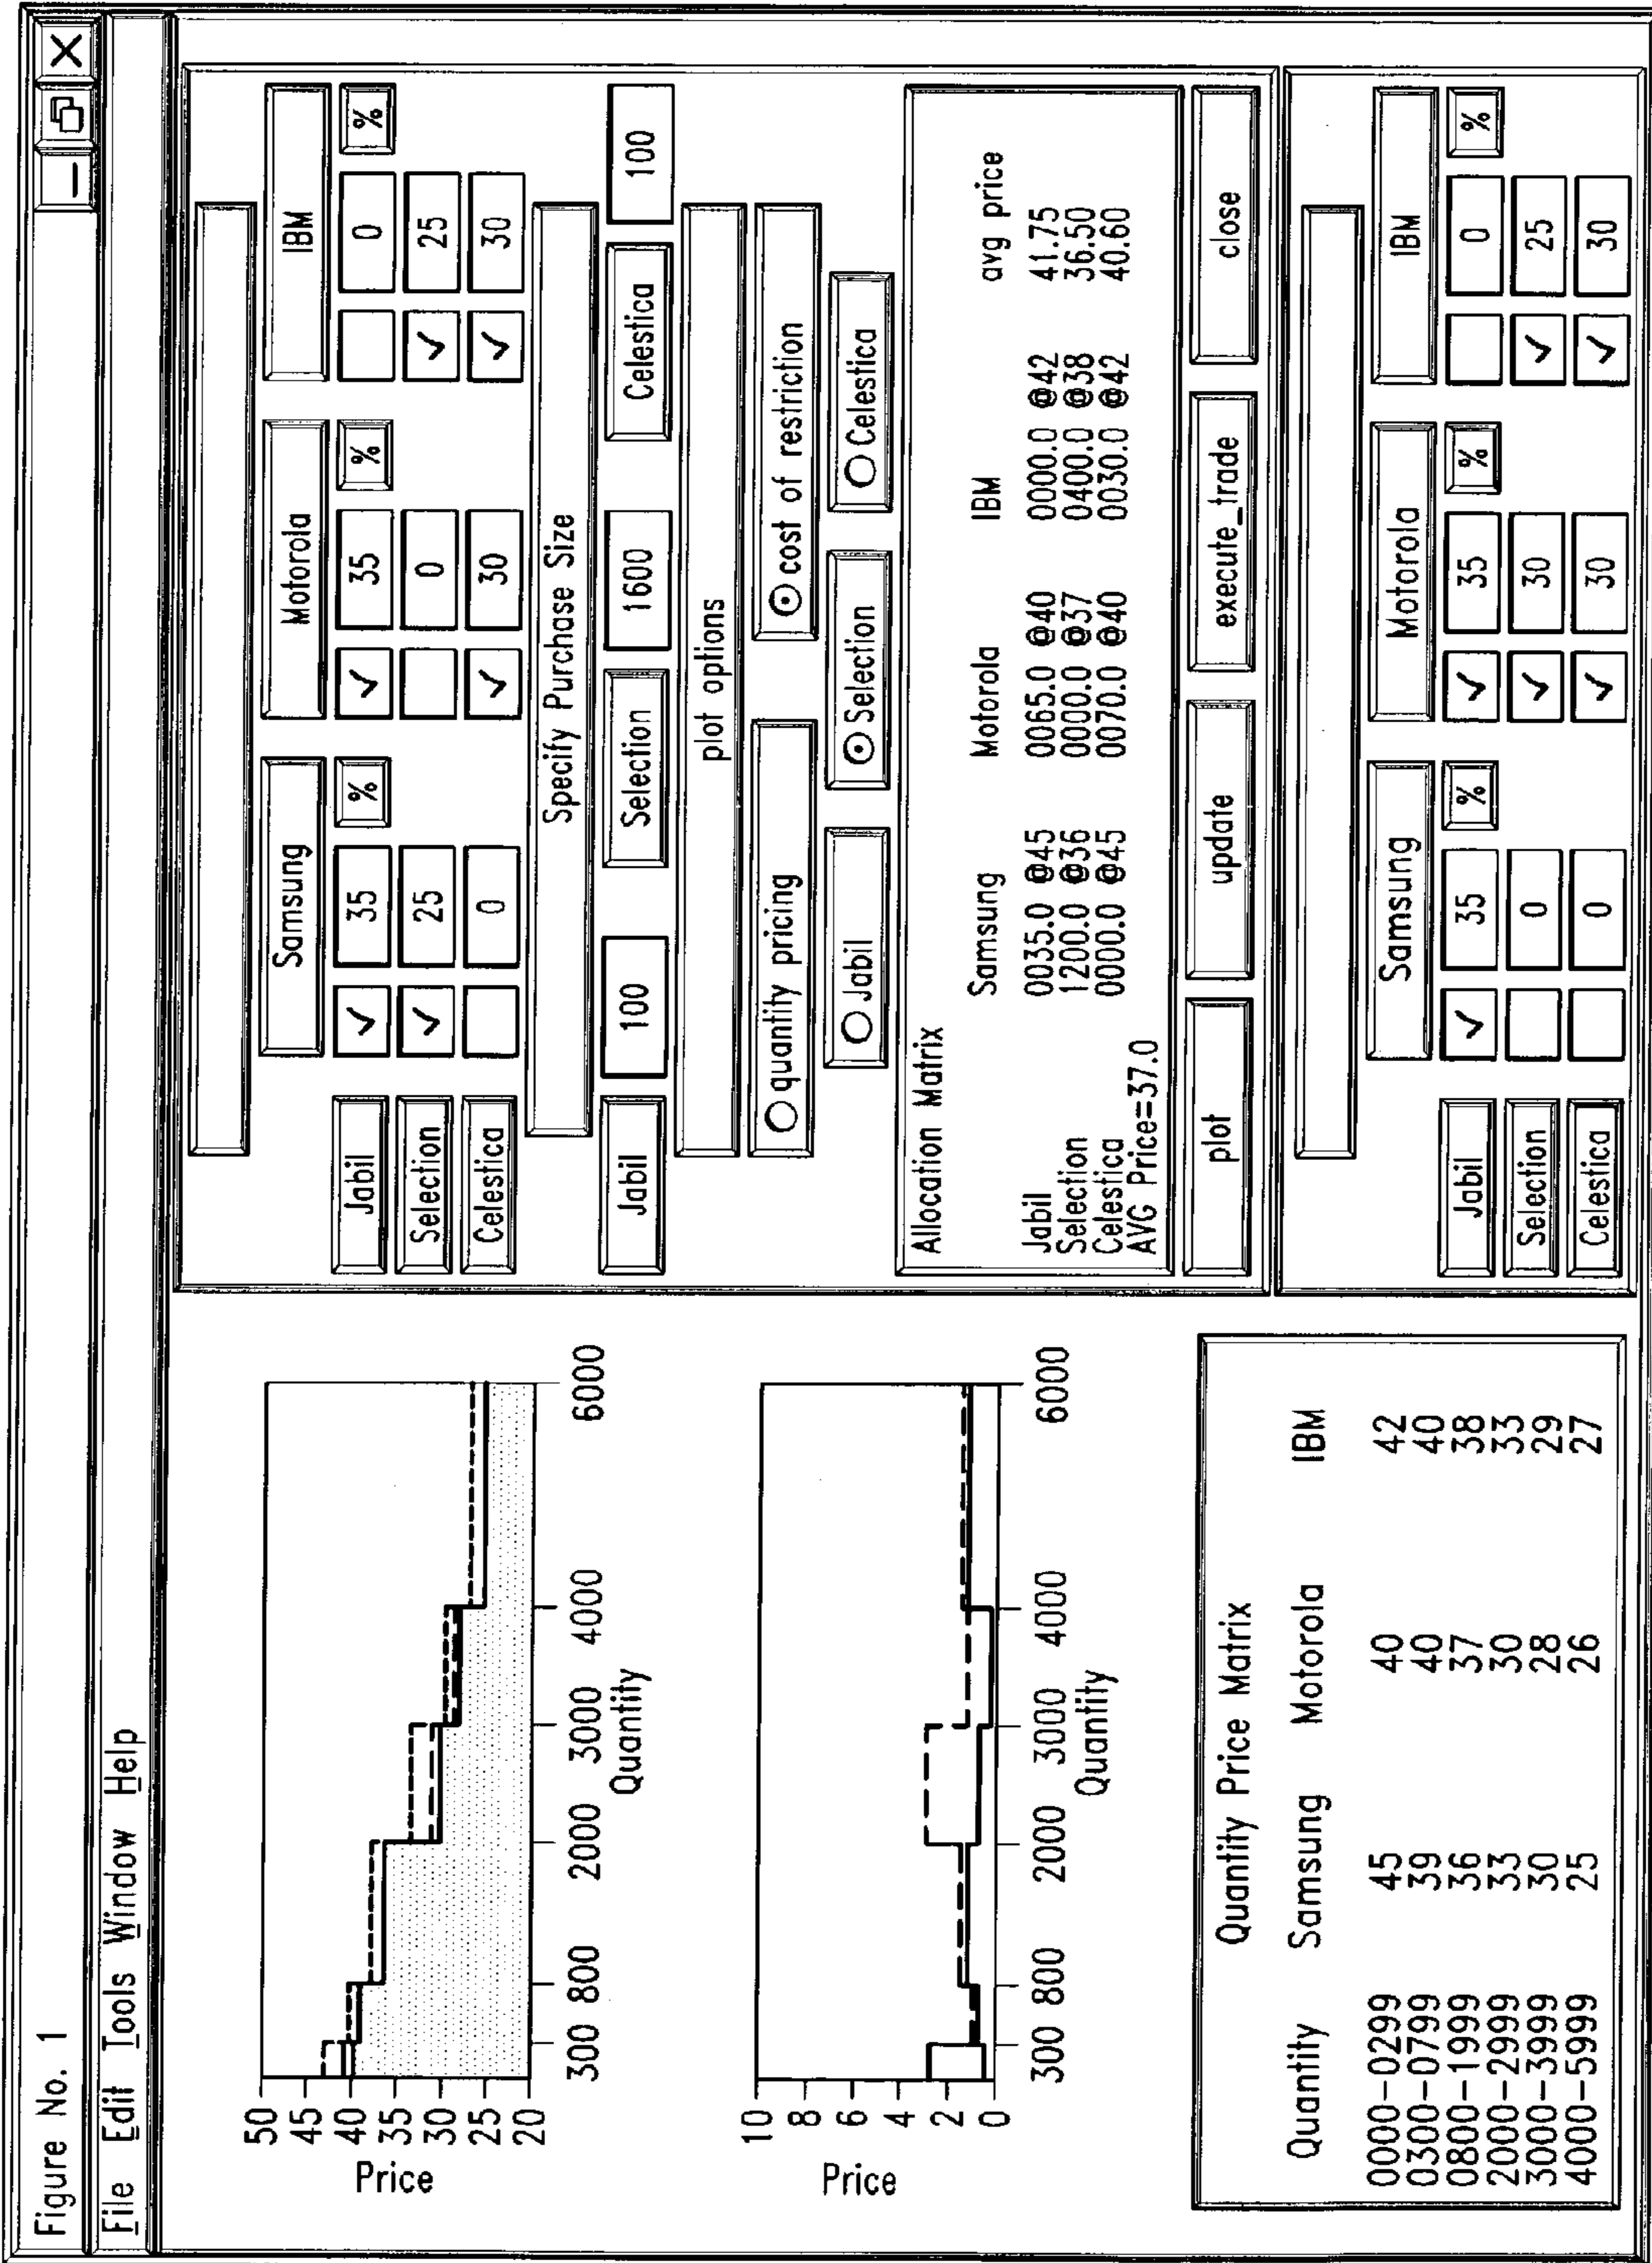 Figure No. 1
File Edit Tools Window Help
50
45
40
35
30
25
20
Price
300 800 2000 3000 4000 6000
Quantity
10
8
6
4
2
0
Price
300 800 2000 3000 4000 6000
Quantity
Quantity Price Matrix
Quantity Samsung Motorola IBM
0000-0299 45 40 42
0300-0799 39 40 40
0800-1999 36 37 38
2000-2999 33 30 33
3000-3999 30 28 29
4000-5999 25 26 27
Samsung Motorola IBM
Jabil 35 % 35 % 0 %
Selection 25 0 25
Celestica 0 30 30
Specify Purchase Size
Jabil 100 Selection 1600 Celestica 100
plot options
quantity pricing cost of restriction
Jabil Selection Celestica
Allocation Matrix
Samsung Motorola IBM avg price
Jabil 0035.0 @45 0065.0 @40 0000.0 @42 41.75
Selection 1200.0 @36 0000.0 @37 0400.0 @38 36.50
Celestica 0000.0 @45 0070.0 @40 0030.0 @42 40.60
AVG Price=37.0
plot update execute_trade close
Samsung Motorola IBM
Jabil 35 % 35 % 0 %
Selection 0 30 25
Celestica 0 30 30